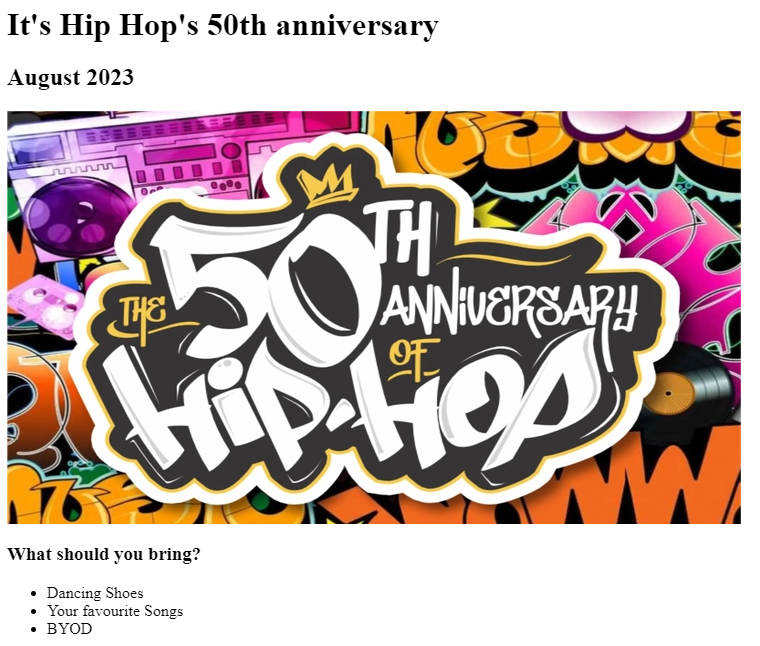 It's Hip Hop's 50th anniversary
August 2023
THE 50TH
ANNIVERSARY
OF
HIP-HOP
What should you bring?
Dancing Shoes
Your favourite Songs
BYOD